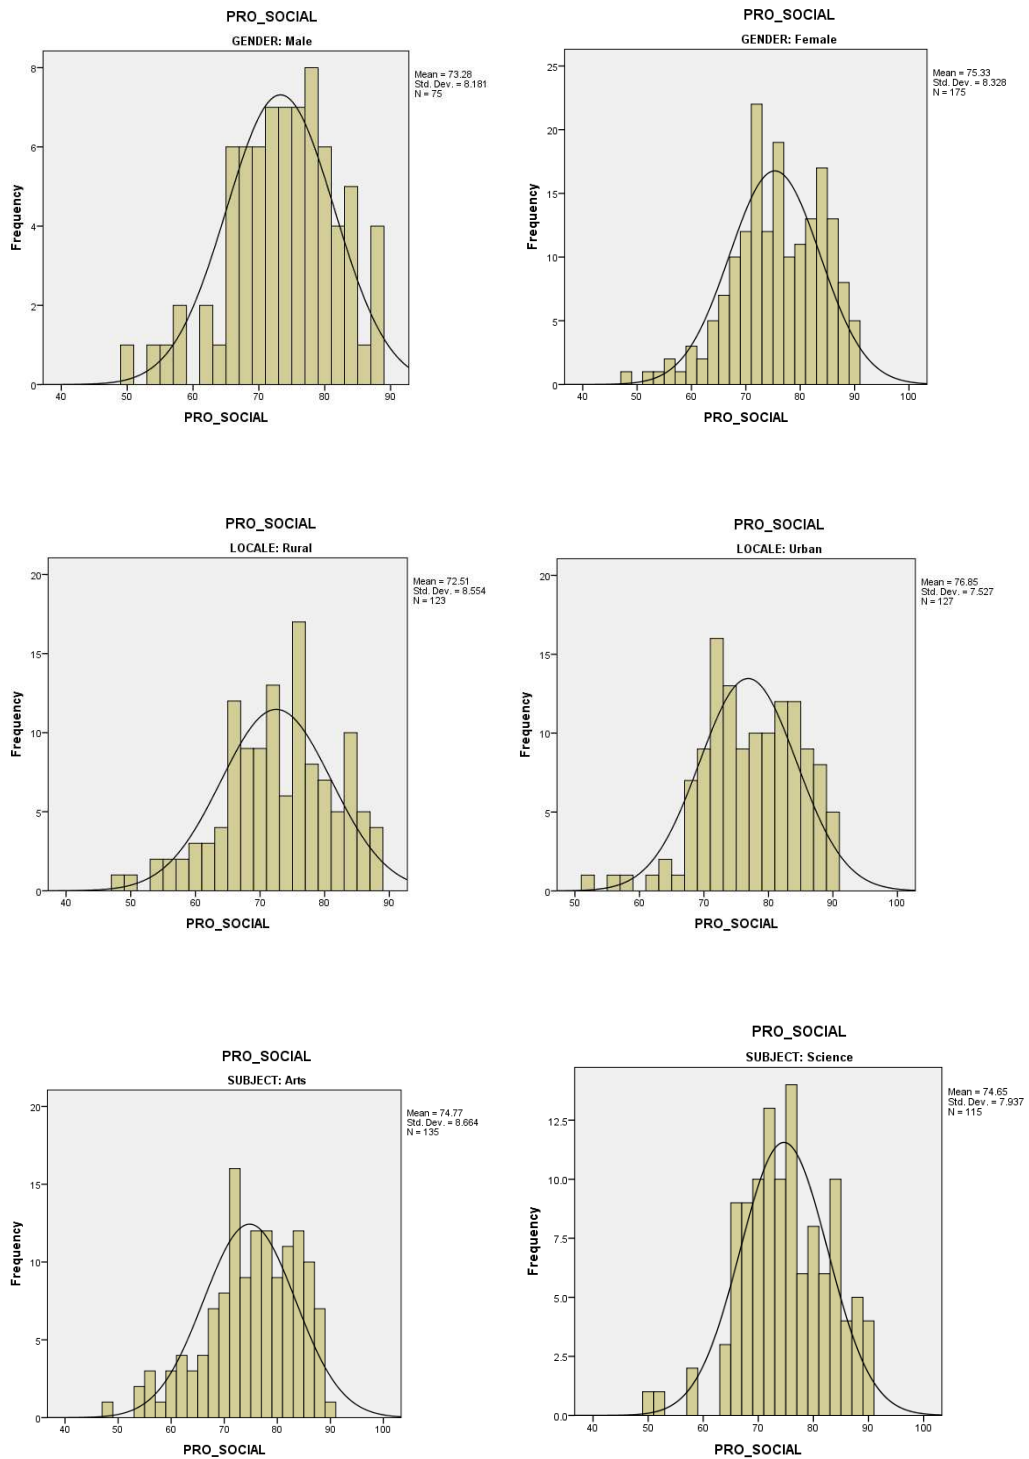 PRO_SOCIAL
GENDER: Male
Mean = 73.28
Std. Dev. = 8.181
N = 75
Frequency
8
6
4
2
0
40 50 60 70 80 90
PRO_SOCIAL
PRO_SOCIAL
GENDER: Female
Mean = 75.33
Std. Dev. = 8.328
N = 175
Frequency
25
20
15
10
5
0
40 50 60 70 80 90 100
PRO_SOCIAL
PRO_SOCIAL
LOCALE: Rural
Mean = 72.51
Std. Dev. = 8.554
N = 123
Frequency
20
15
10
5
0
40 50 60 70 80 90
PRO_SOCIAL
PRO_SOCIAL
LOCALE: Urban
Mean = 76.85
Std. Dev. = 7.527
N = 127
Frequency
20
15
10
5
0
50 60 70 80 90 100
PRO_SOCIAL
PRO_SOCIAL
SUBJECT: Arts
Mean = 74.77
Std. Dev. = 8.664
N = 135
Frequency
20
15
10
5
0
40 50 60 70 80 90 100
PRO_SOCIAL
PRO_SOCIAL
SUBJECT: Science
Mean = 74.65
Std. Dev. = 7.937
N = 115
Frequency
12.5
10.0
7.5
5.0
2.5
0.0
40 50 60 70 80 90 100
PRO_SOCIAL